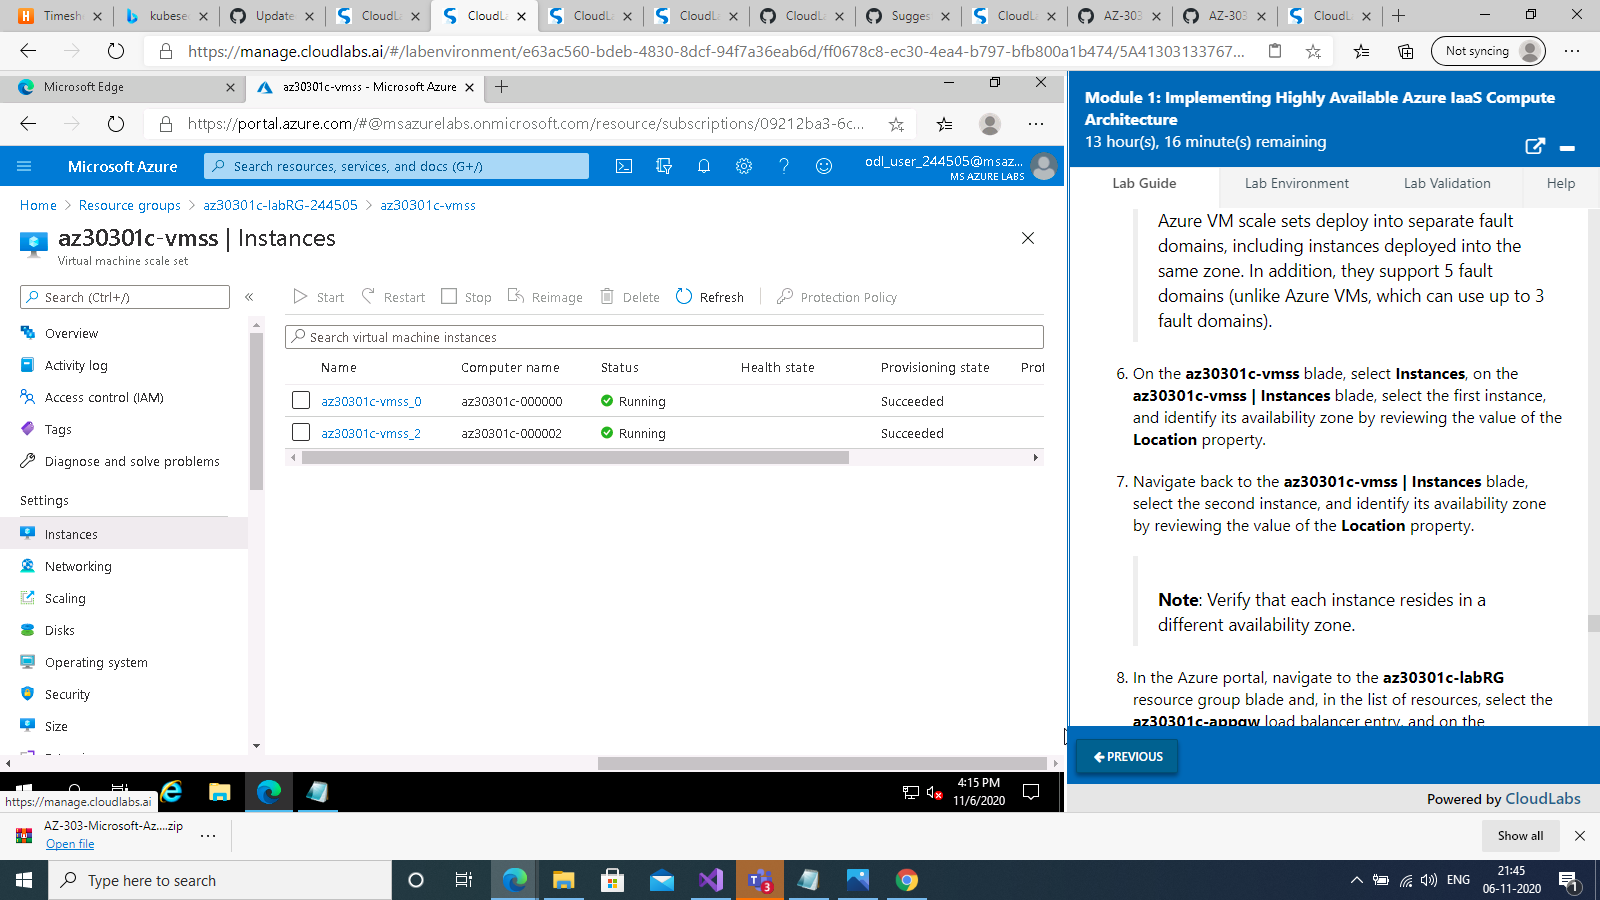 Timesh
kubese
Update
CloudLa
CloudLa
CloudLa
CloudLa
CloudLa
Suggest
CloudLa
AZ-303
AZ-303
CloudLa
https://manage.cloudlabs.ai/#/labenvironment/e63ac560-bdeb-4830-8dcf-94f7a36eab6d/ff0678c8-ec30-4ea4-b797-bfb800a1b474/5A41303133767...
Not syncing
Microsoft Edge
az30301c-vmss - Microsoft Azure
https://portal.azure.com/#@msazurelabs.onmicrosoft.com/resource/subscriptions/09212ba3-6c...
Microsoft Azure
Search resources, services, and docs (G+/)
odl_user_244505@msaz...
MS AZURE LABS
Home > Resource groups > az30301c-labRG-244505 > az30301c-vmss
az30301c-vmss | Instances
Virtual machine scale set
Search (Ctrl+/)
«
Start
Restart
Stop
Reimage
Delete
Refresh
Protection Policy
Overview
Activity log
Access control (IAM)
Tags
Diagnose and solve problems
Settings
Instances
Networking
Scaling
Disks
Operating system
Security
Size
Search virtual machine instances
Name Computer name Status Health state Provisioning state Prot
az30301c-vmss_0 az30301c-000000 Running Succeeded
az30301c-vmss_2 az30301c-000002 Running Succeeded
Module 1: Implementing Highly Available Azure IaaS Compute
Architecture
13 hour(s), 16 minute(s) remaining
Lab Guide Lab Environment Lab Validation Help
Azure VM scale sets deploy into separate fault
domains, including instances deployed into the
same zone. In addition, they support 5 fault
domains (unlike Azure VMs, which can use up to 3
fault domains).
6. On the az30301c-vmss blade, select Instances, on the
az30301c-vmss | Instances blade, select the first instance,
and identify its availability zone by reviewing the value of the
Location property.
7. Navigate back to the az30301c-vmss | Instances blade,
select the second instance, and identify its availability zone
by reviewing the value of the Location property.
Note: Verify that each instance resides in a
different availability zone.
8. In the Azure portal, navigate to the az30301c-labRG
resource group blade and, in the list of resources, select the
az30301c-appgw load balancer entry, and on the
PREVIOUS
Powered by CloudLabs
4:15 PM
11/6/2020
https://manage.cloudlabs.ai
AZ-303-Microsoft-Az....zip
Open file
Show all
Type here to search
3
ENG
21:45
06-11-2020
1